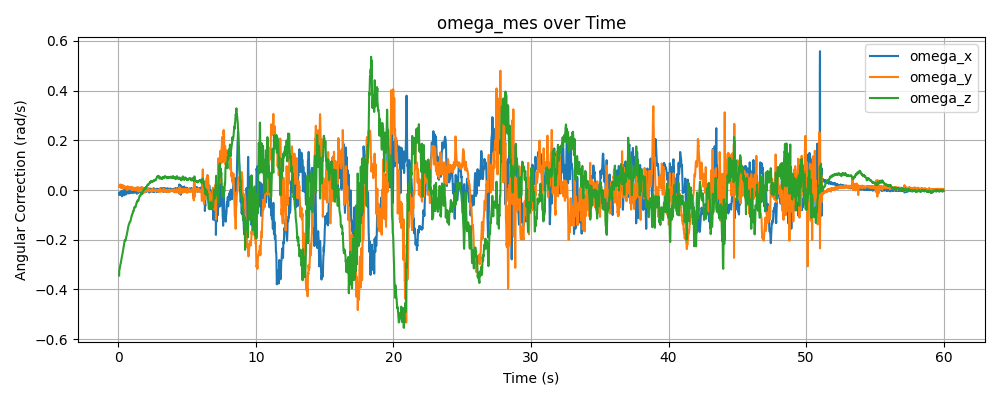 omega_mes over Time
Angular Correction (rad/s)
0.6
0.4
0.2
0.0
−0.2
−0.4
−0.6
omega_x
omega_y
omega_z
0 10 20 30 40 50 60
Time (s)